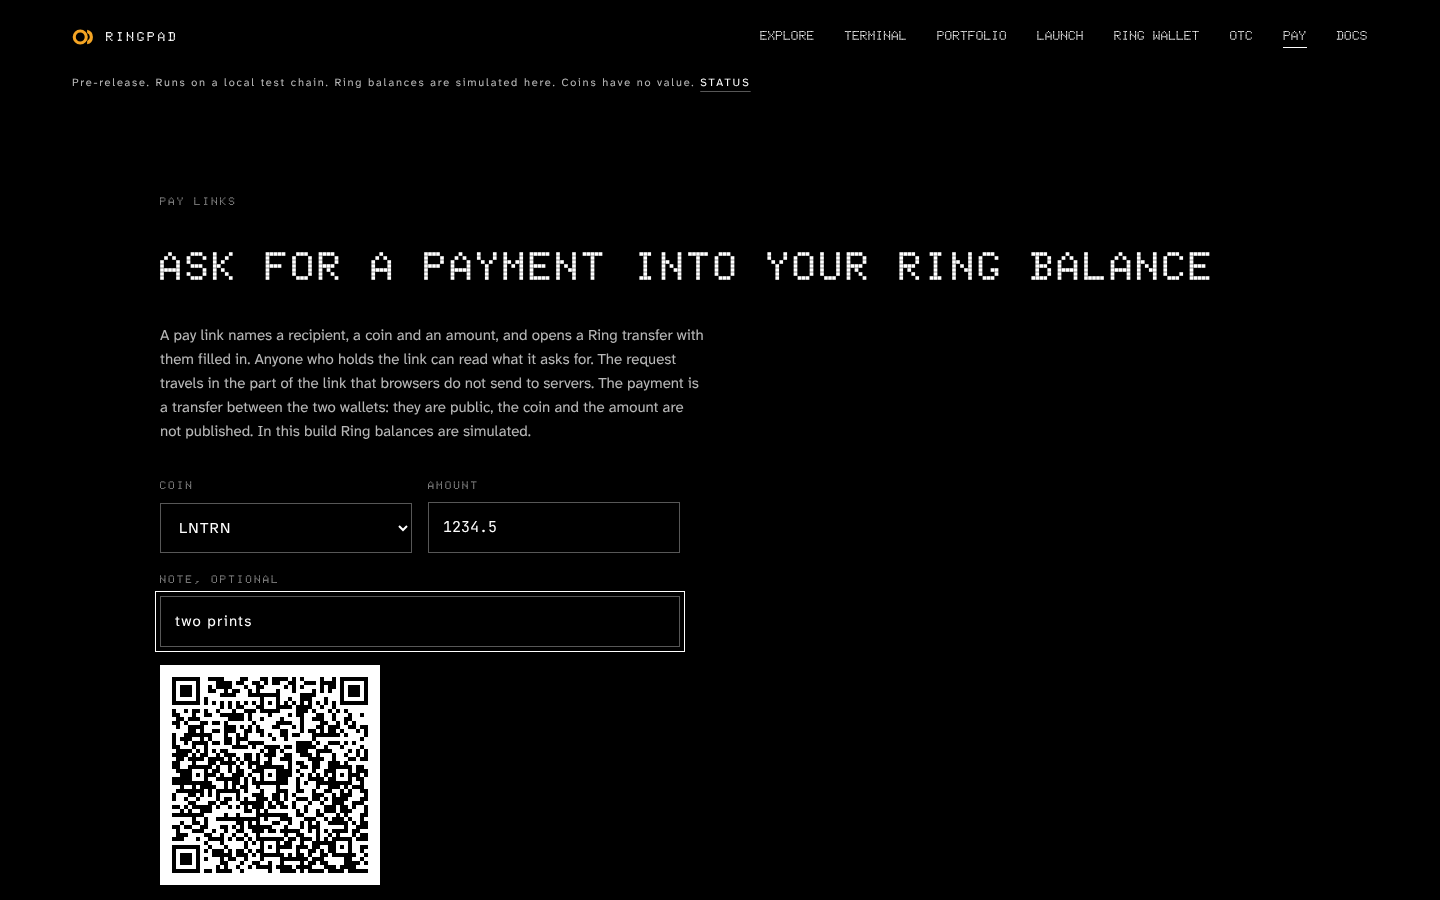 RINGPAD
EXPLORE TERMINAL PORTFOLIO LAUNCH RING WALLET OTC PAY DOCS
Pre-release. Runs on a local test chain. Ring balances are simulated here. Coins have no value. STATUS
PAY LINKS
ASK FOR A PAYMENT INTO YOUR RING BALANCE
A pay link names a recipient, a coin and an amount, and opens a Ring transfer with
them filled in. Anyone who holds the link can read what it asks for. The request
travels in the part of the link that browsers do not send to servers. The payment is
a transfer between the two wallets: they are public, the coin and the amount are
not published. In this build Ring balances are simulated.
COIN AMOUNT
LNTRN 1234.5
NOTE, OPTIONAL
two prints